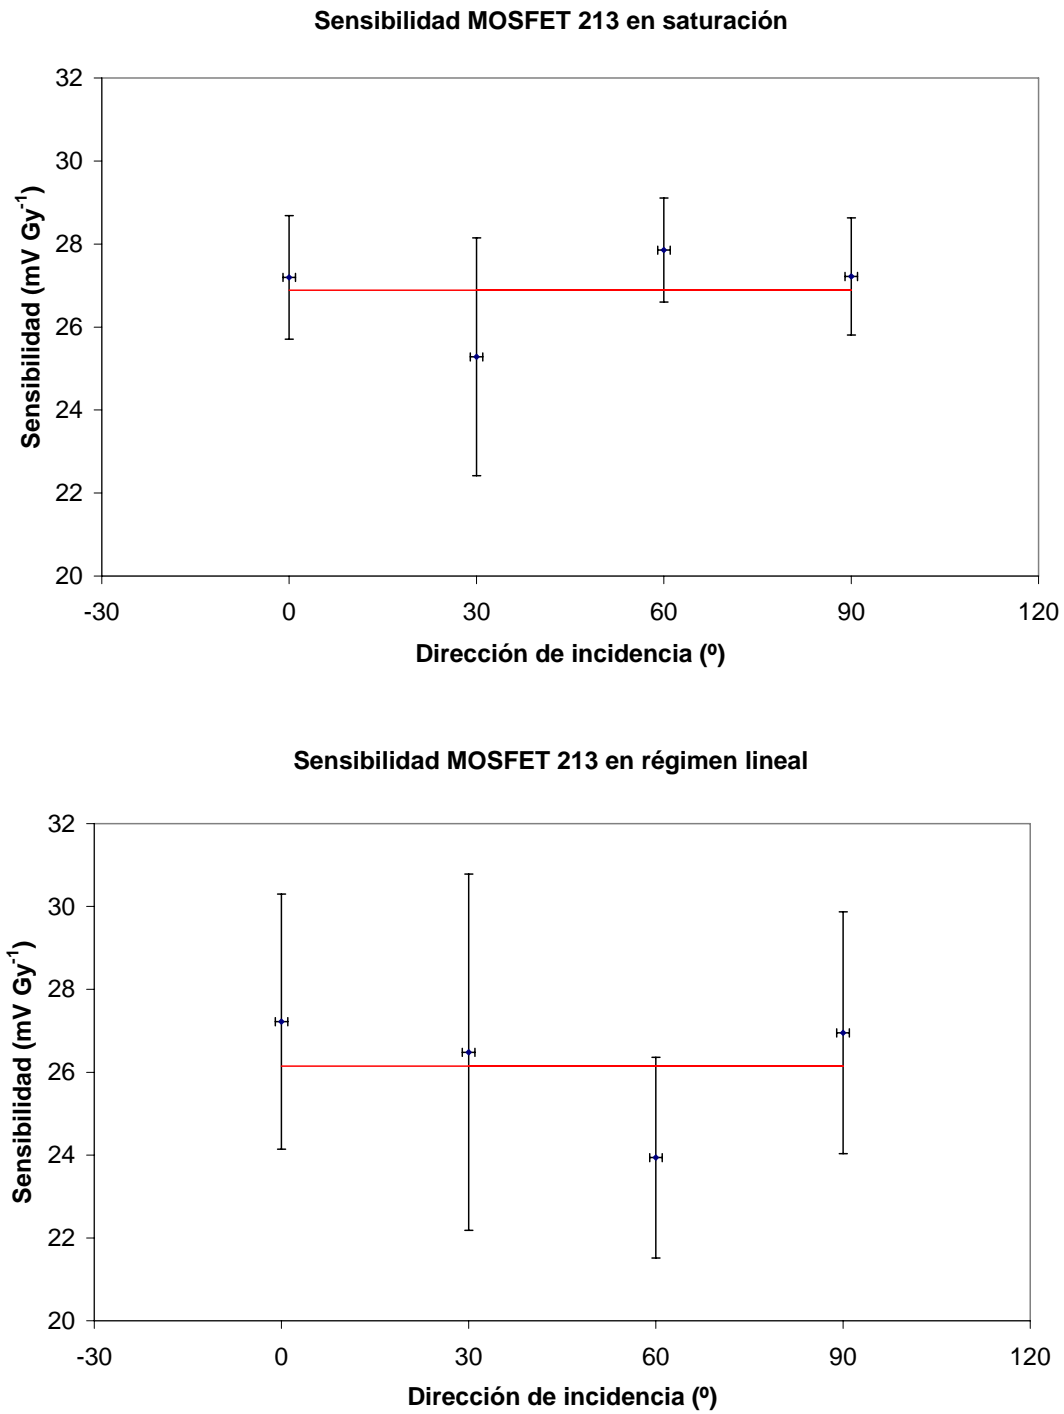 Sensibilidad MOSFET 213 en saturación
32
30
28
26
24
22
20
Sensibilidad (mV Gy-1)
-30 0 30 60 90 120
Dirección de incidencia (º)
Sensibilidad MOSFET 213 en régimen lineal
32
30
28
26
24
22
20
Sensibilidad (mV Gy-1)
-30 0 30 60 90 120
Dirección de incidencia (º)